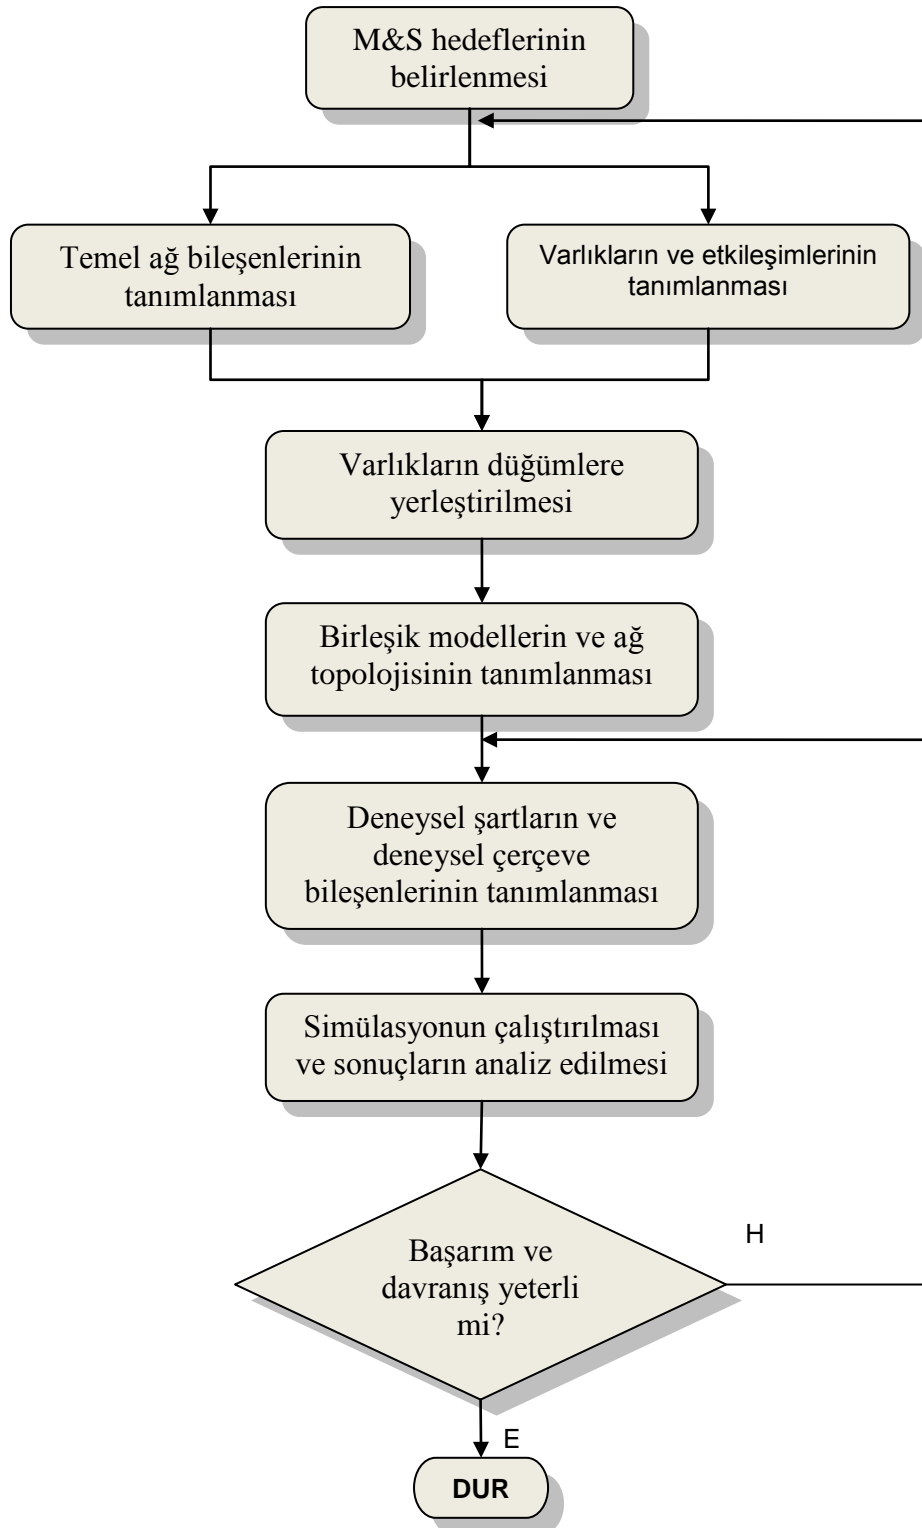 M&S hedeflerinin
belirlenmesi
Temel ağ bileşenlerinin
tanımlanması
Varlıkların ve etkileşimlerinin
tanımlanması
Varlıkların düğümlere
yerleştirilmesi
Birleşik modellerin ve ağ
topolojisinin tanımlanması
Deneysel şartların ve
deneysel çerçeve
bileşenlerinin tanımlanması
Simülasyonun çalıştırılması
ve sonuçların analiz edilmesi
Başarım ve
davranış yeterli
mi?
H
E
DUR